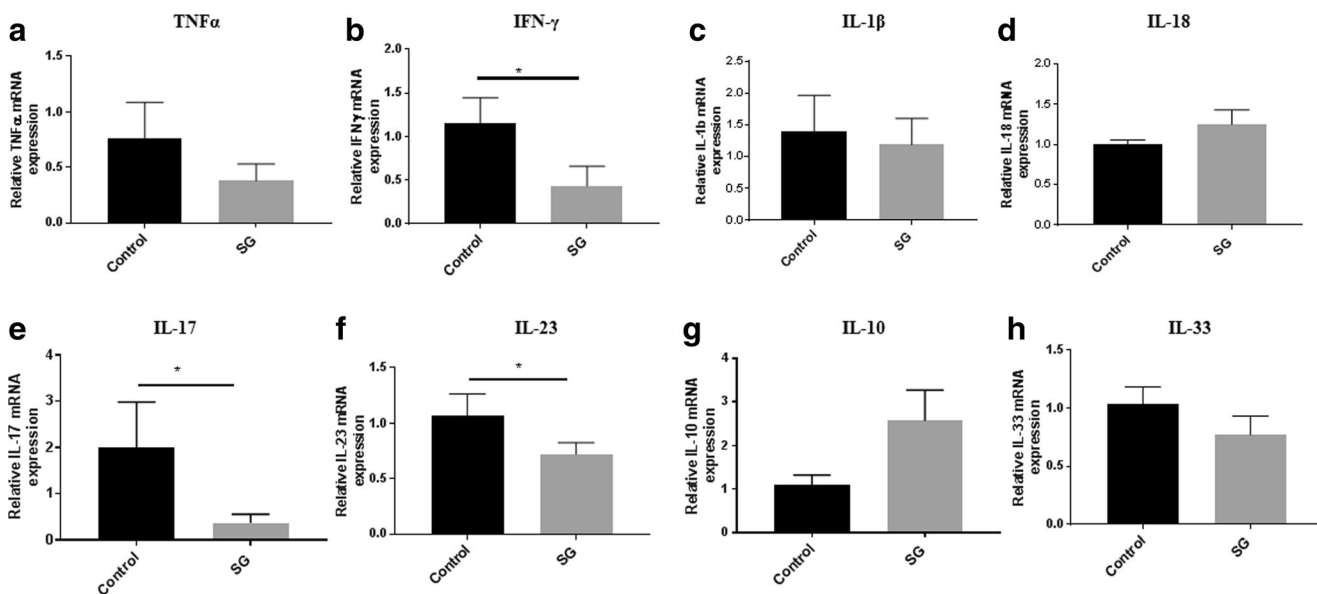 a
TNFα
Relative TNFα mRNA
expression
1.5
1.0
0.5
0.0
Control
SG
b
IFN-γ
Relative IFNγ mRNA
expression
2.0
1.5
1.0
0.5
0.0
*
Control
SG
c
IL-1β
Relative IL-1b mRNA
expression
2.5
2.0
1.5
1.0
0.5
0.0
Control
SG
d
IL-18
Relative IL-18 mRNA
expression
2.0
1.5
1.0
0.5
0.0
Control
SG
e
IL-17
Relative IL-17 mRNA
expression
4
3
2
1
0
*
Control
SG
f
IL-23
Relative IL-23 mRNA
expression
1.5
1.0
0.5
0.0
*
Control
SG
g
IL-10
Relative IL-10 mRNA
expression
4
3
2
1
0
Control
SG
h
IL-33
Relative IL-33 mRNA
expression
1.5
1.0
0.5
0.0
Control
SG